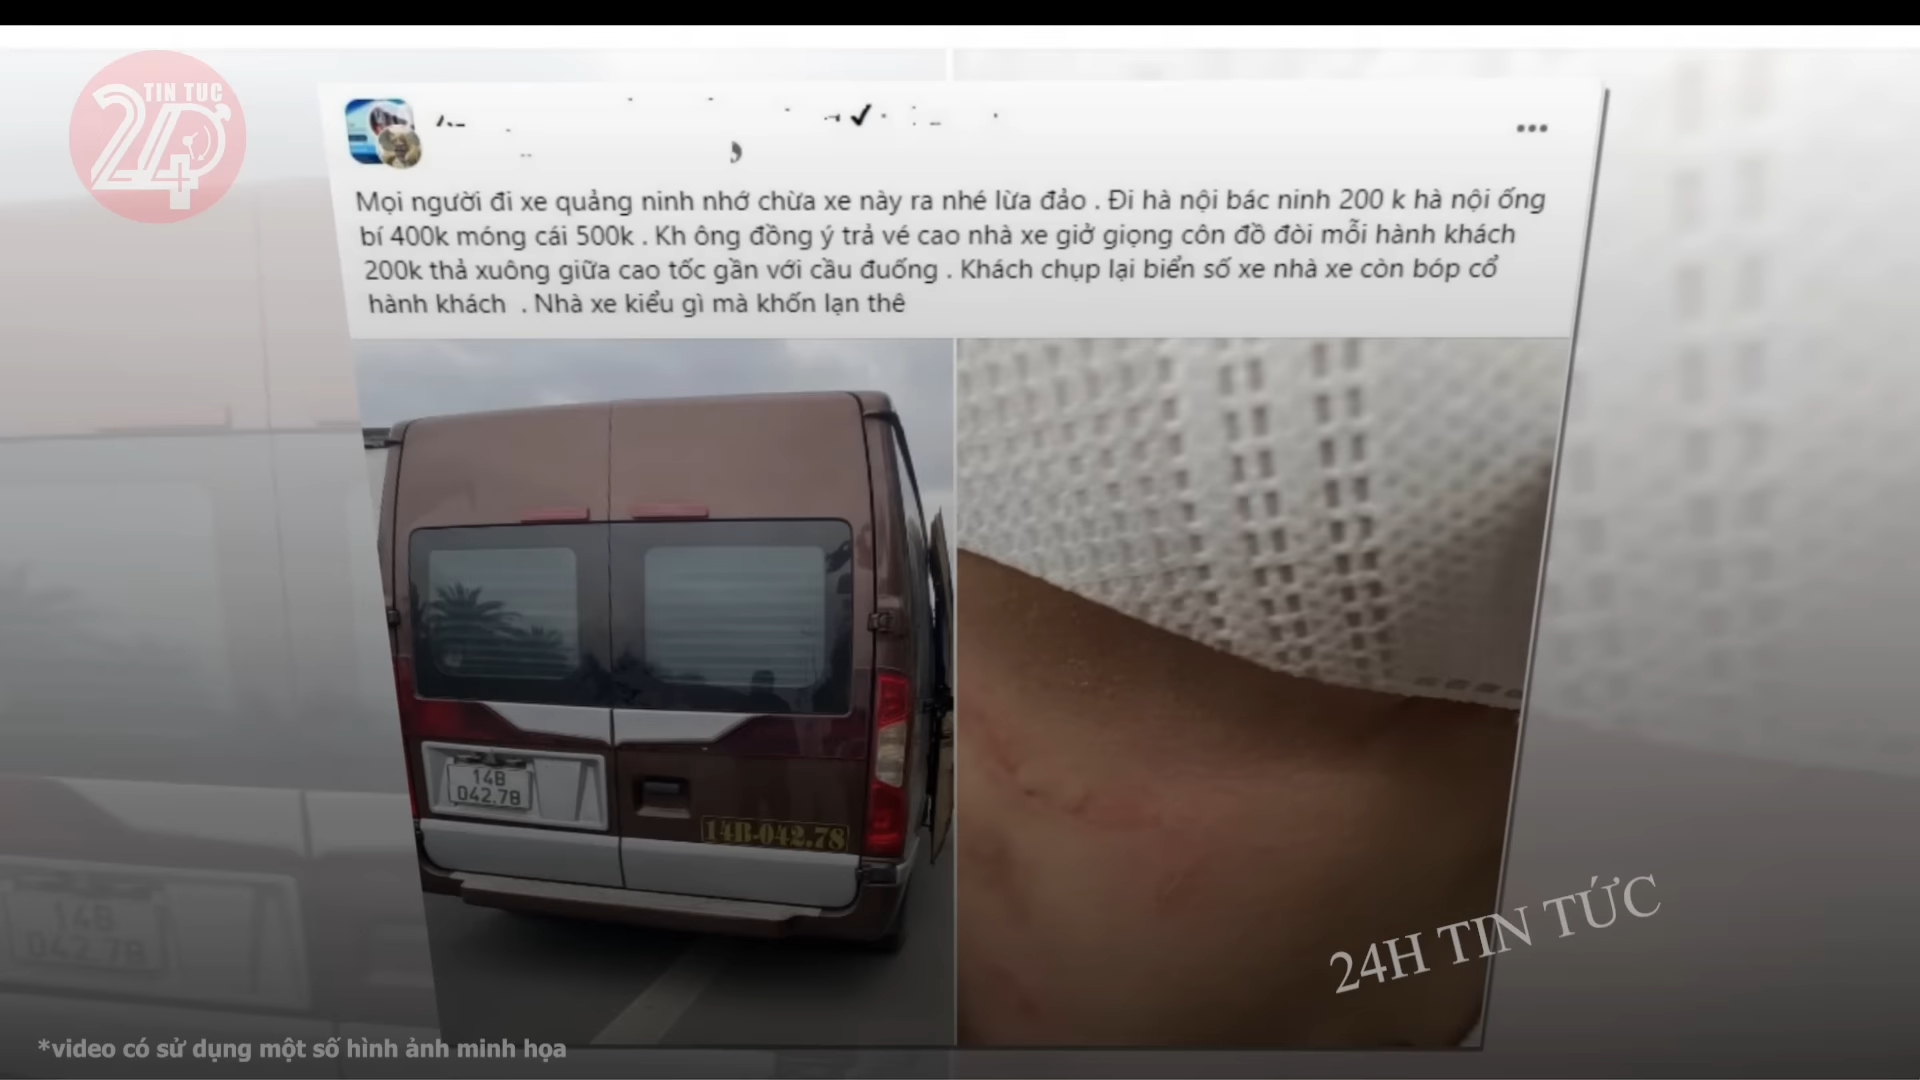 TIN TUC
24
Mọi người đi xe quảng ninh nhớ chừa xe này ra nhé lừa đảo . Đi hà nội bác ninh 200 k hà nội ống
bí 400k móng cái 500k . Kh ông đồng ý trả vé cao nhà xe giở giọng côn đồ đòi mỗi hành khách
200k thả xuông giữa cao tốc gần với cầu đuống . Khách chụp lại biển số xe nhà xe còn bóp cổ
hành khách . Nhà xe kiểu gì mà khốn lạn thê
14B
042.78
14B-042.78
14B
042.78
24H TIN TỨC
*video có sử dụng một số hình ảnh minh họa